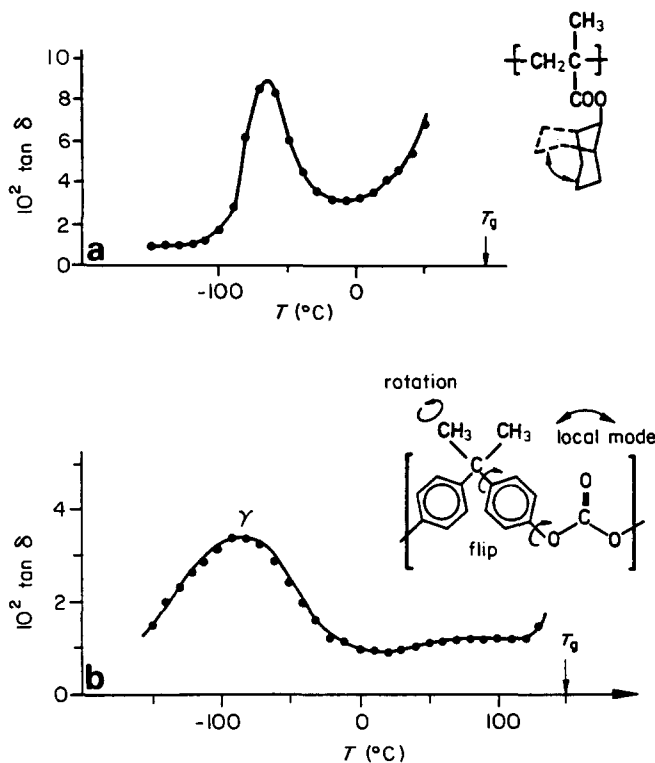 CH₃
10
8
6
4
2
0
10² tan δ
[CH₂C]
COO
a
Tg
-100
0
T (°C)
rotation
CH₃ CH₃
local mode
C
O
C
O O
flip
4
2
0
10² tan δ
γ
b
Tg
-100
0
100
T (°C)